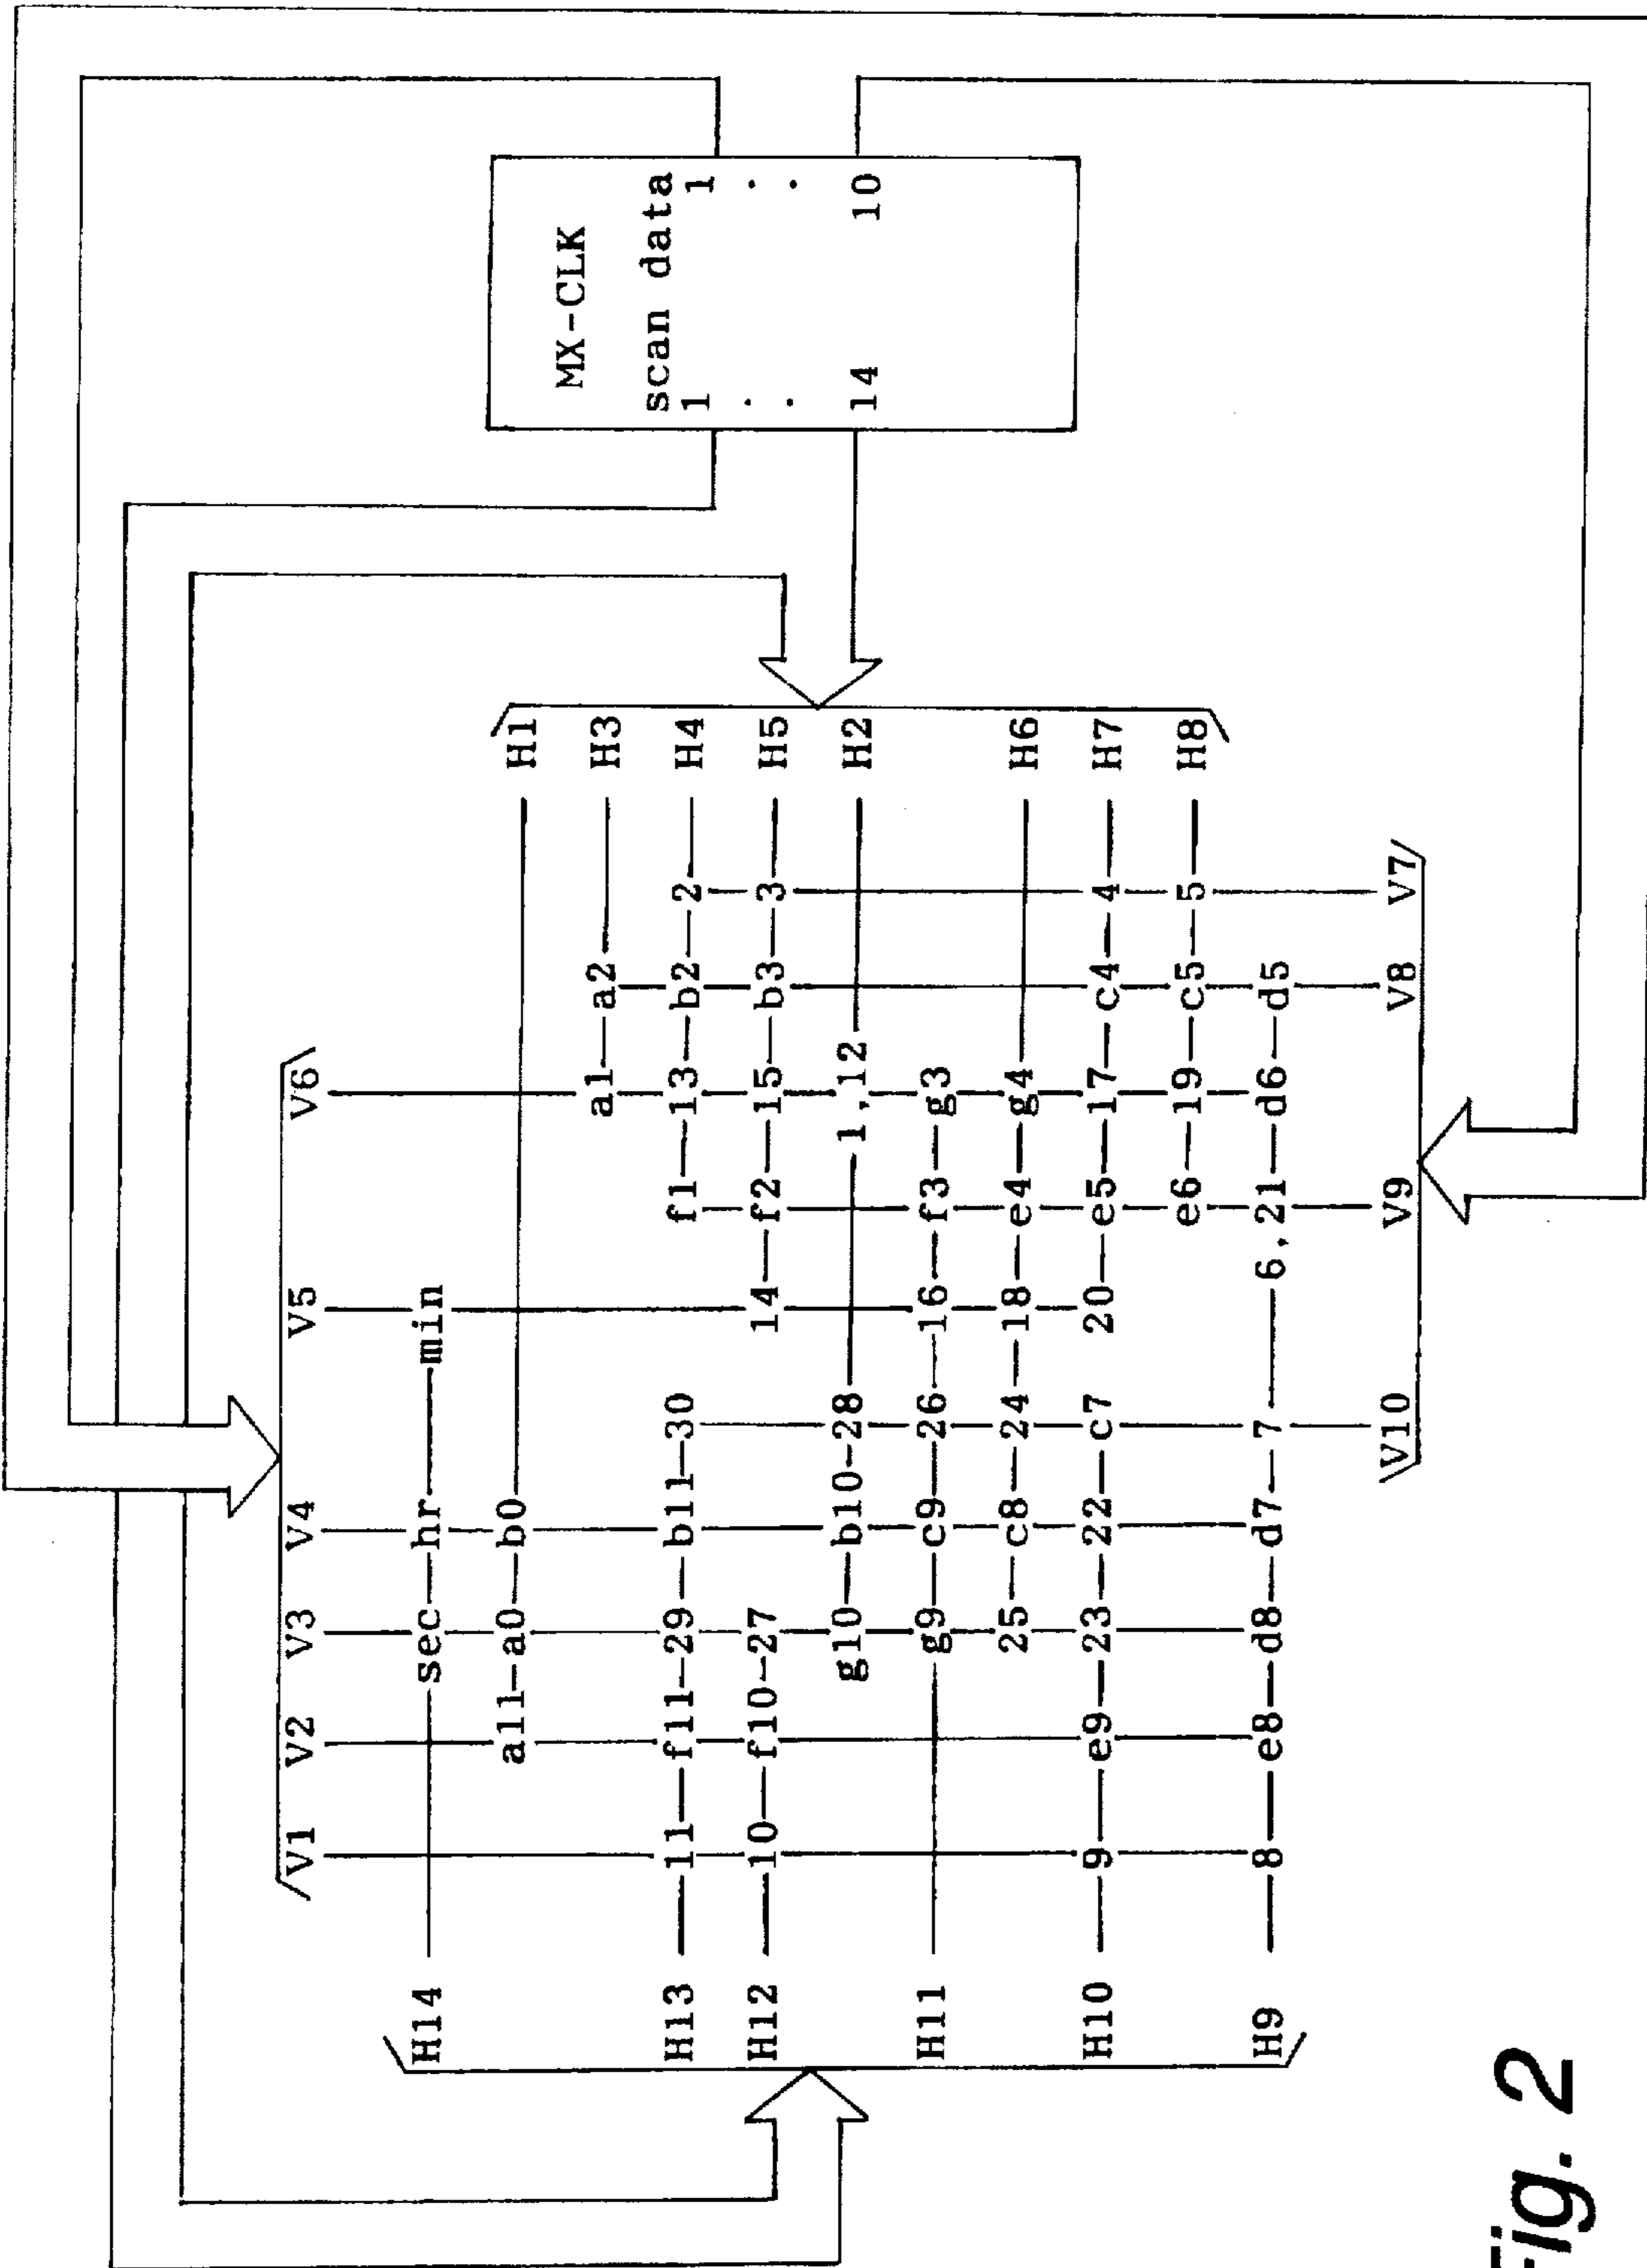 V1 V2 V3 V4 V5 V6
H14 sec hr min
a11 a0 b0 H1
a1 a2 H3
H13 11 f11 29 b11 30 f1 13 b2 2 H4
H12 10 f10 27 14 f2 15 b3 3 H5
g10 b10 28 1,12 H2
H11 g9 c9 26 16 f3 g3
25 c8 24 18 e4 g4 H6
H10 9 e9 23 22 c7 20 e5 17 c4 4 H7
e6 19 c5 5 H8
H9 8 e8 d8 d7 7 6,21 d6 d5
V10 V9 V8 V7
MX-CLK
scan data
1 1
. .
. .
14 10
Fig. 2